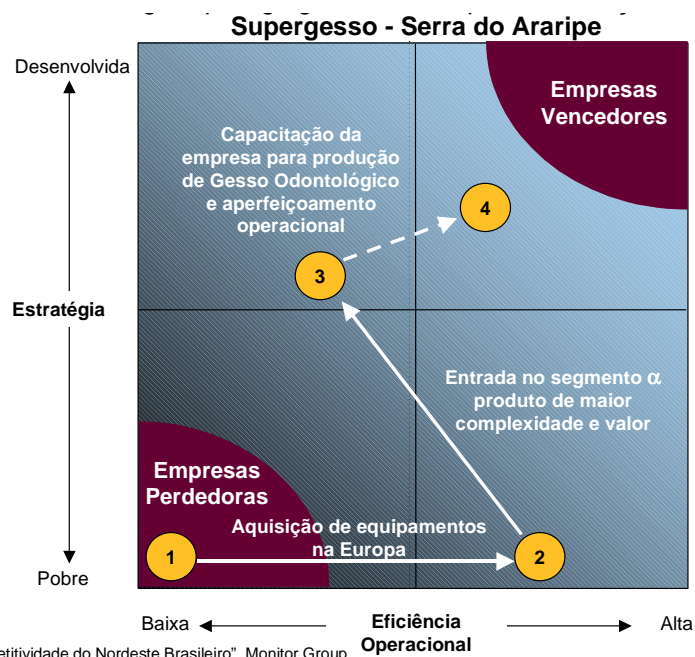 Supergesso - Serra do Araripe
Desenvolvida
Empresas
Vencedores
Capacitação da
empresa para produção
de Gesso Odontológico
e aperfeiçoamento
operacional
4
3
Estratégia
Entrada no segmento α
produto de maior
complexidade e valor
Empresas
Perdedoras
Aquisição de equipamentos
na Europa
1
2
Pobre
Baixa
Eficiência
Operacional
Alta
etitividade do Nordeste Brasileiro”, Monitor Group